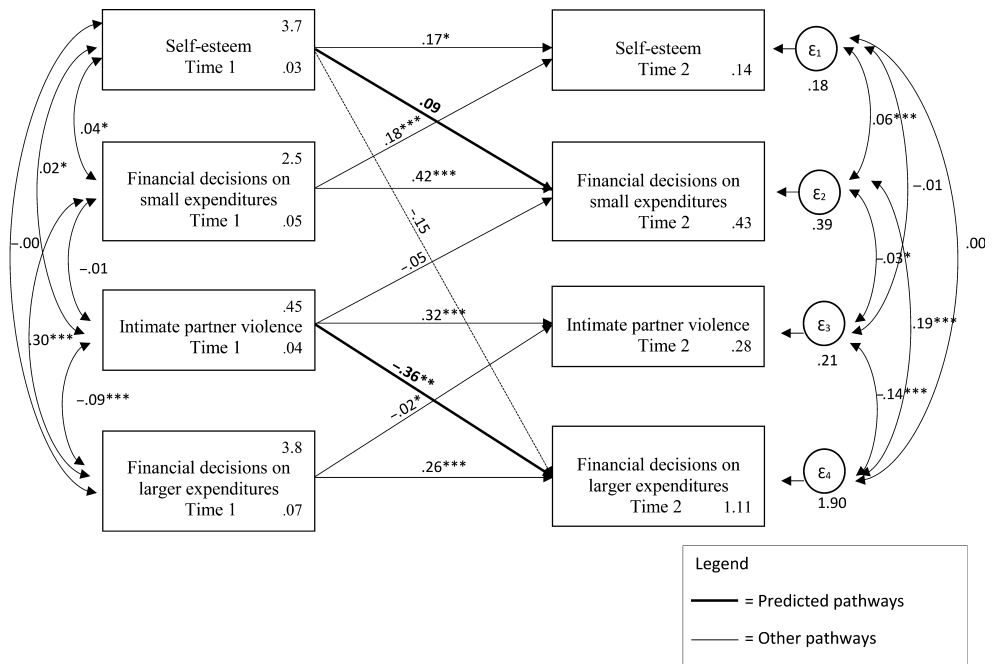 3.7
Self-esteem
Time 1
.03
.17*
Self-esteem
Time 2
.14
ε1
.18
.09
.18***
.04*
.06***
2.5
Financial decisions on
small expenditures
Time 1
.05
.42***
Financial decisions on
small expenditures
Time 2
.43
ε2
.39
.02*
–.01
–.15
–.05
–.00
.00
–.01
–.03*
.45
Intimate partner violence
Time 1
.04
.32***
Intimate partner violence
Time 2
.28
ε3
.21
.30***
.19***
–.36**
–.02*
–.09***
–.14***
3.8
Financial decisions on
larger expenditures
Time 1
.07
.26***
Financial decisions on
larger expenditures
Time 2
1.11
ε4
1.90
Legend
= Predicted pathways
= Other pathways